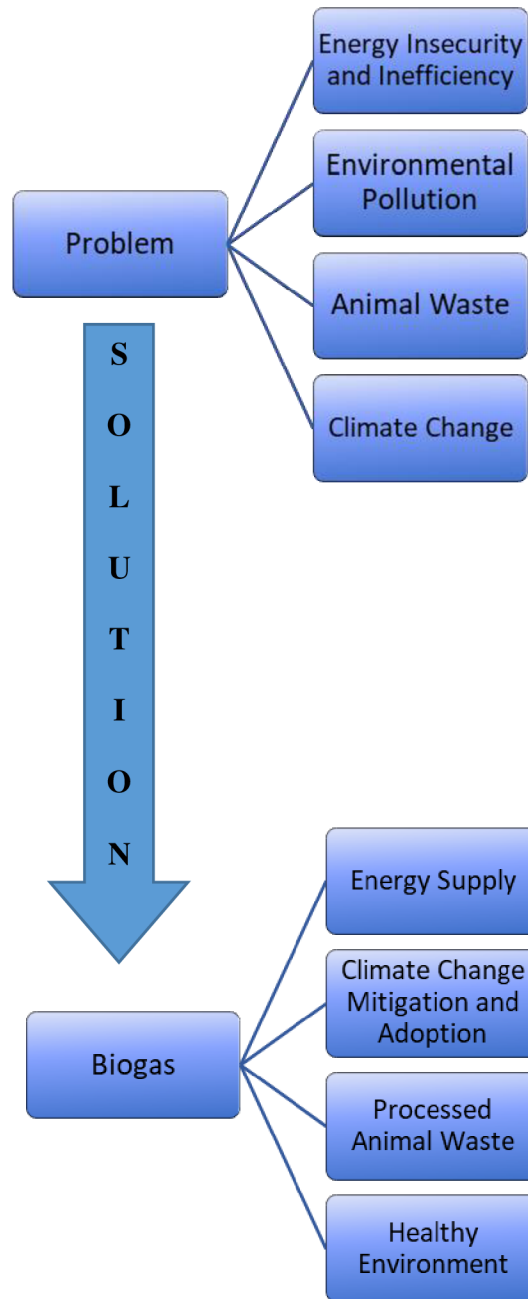 Energy Insecurity
and Inefficiency
Environmental
Pollution
Problem
Animal Waste
Climate Change
S
O
L
U
T
I
O
N
Energy Supply
Climate Change
Mitigation and
Adoption
Biogas
Processed
Animal Waste
Healthy
Environment